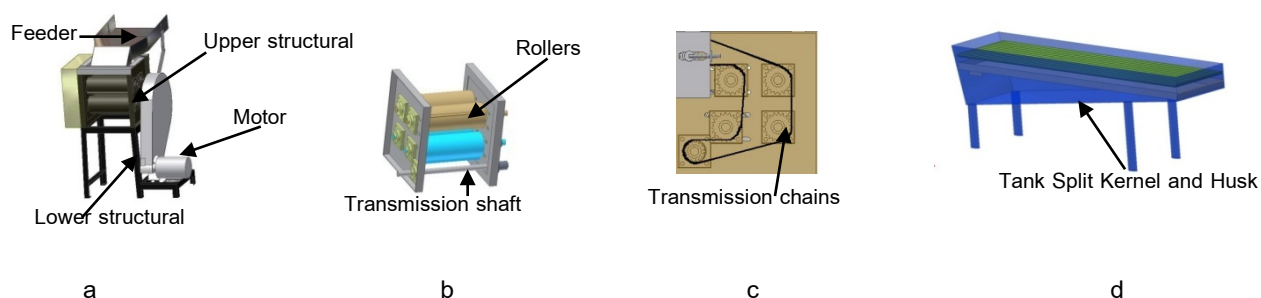 Feeder
Upper structural
Motor
Lower structural
a
Rollers
Transmission shaft
b
Transmission chains
c
Tank Split Kernel and Husk
d